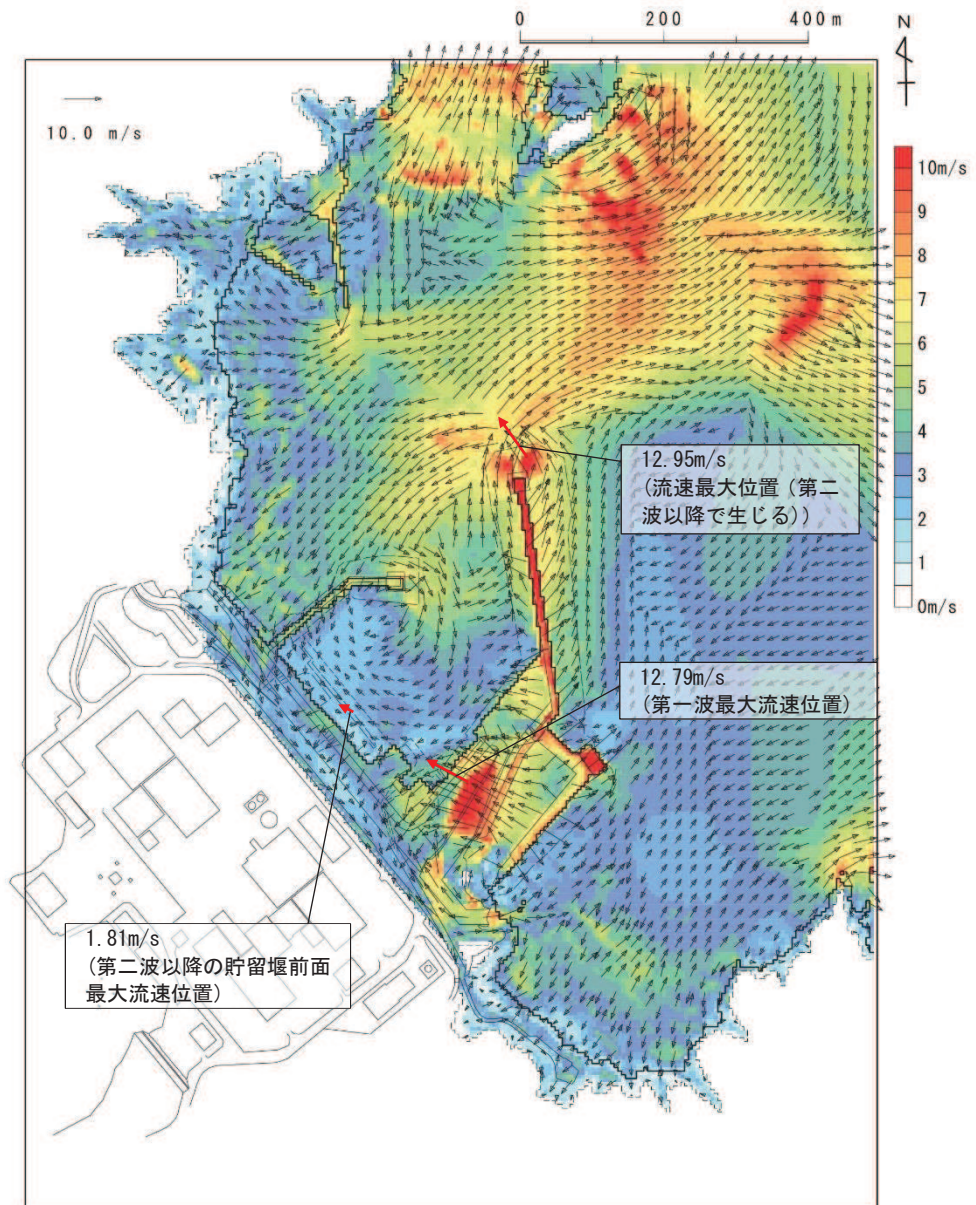 0 200 400m
N
10.0 m/s
10m/s
9
8
7
6
5
4
3
2
1
0m/s
12.95m/s
(流速最大位置（第二
波以降で生じる）)
12.79m/s
(第一波最大流速位置)
1.81m/s
(第二波以降の貯留堰前面
最大流速位置)